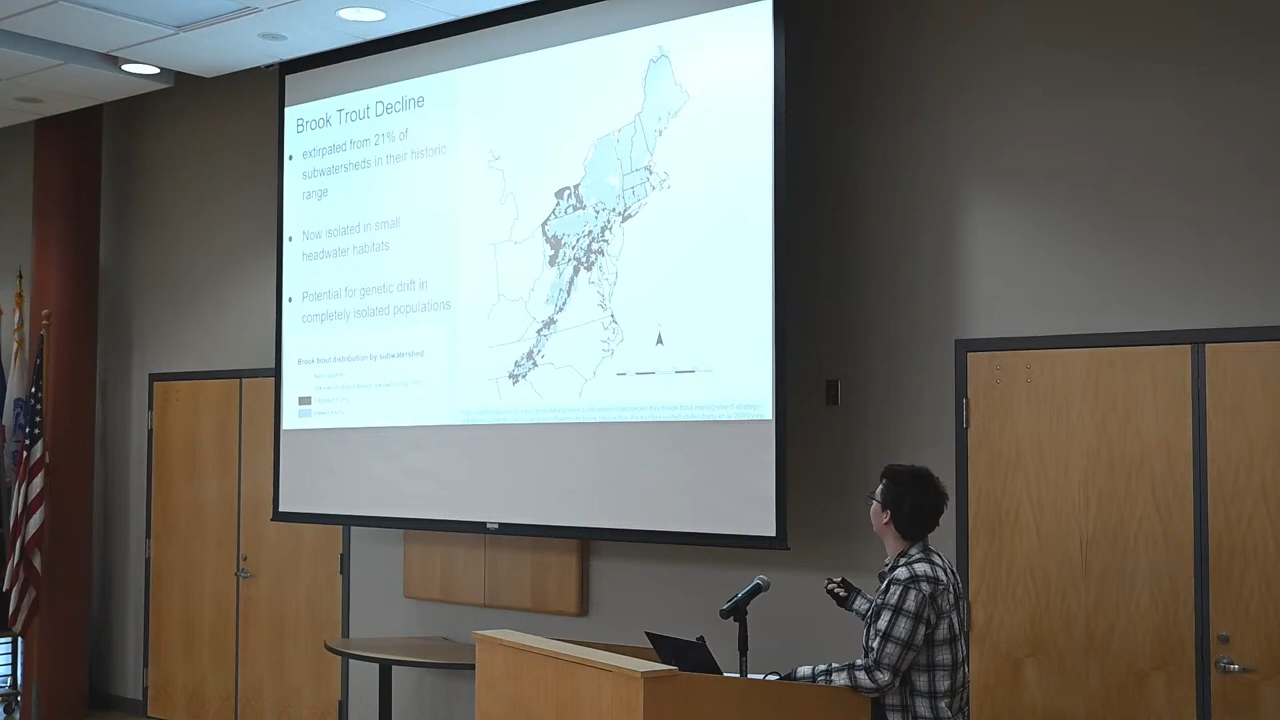 Brook Trout Decline
extirpated from 21% of
subwatersheds in their historic
range
Now isolated in small
headwater habitats
Potential for genetic drift in
completely isolated populations
Brook trout distribution by subwatershed